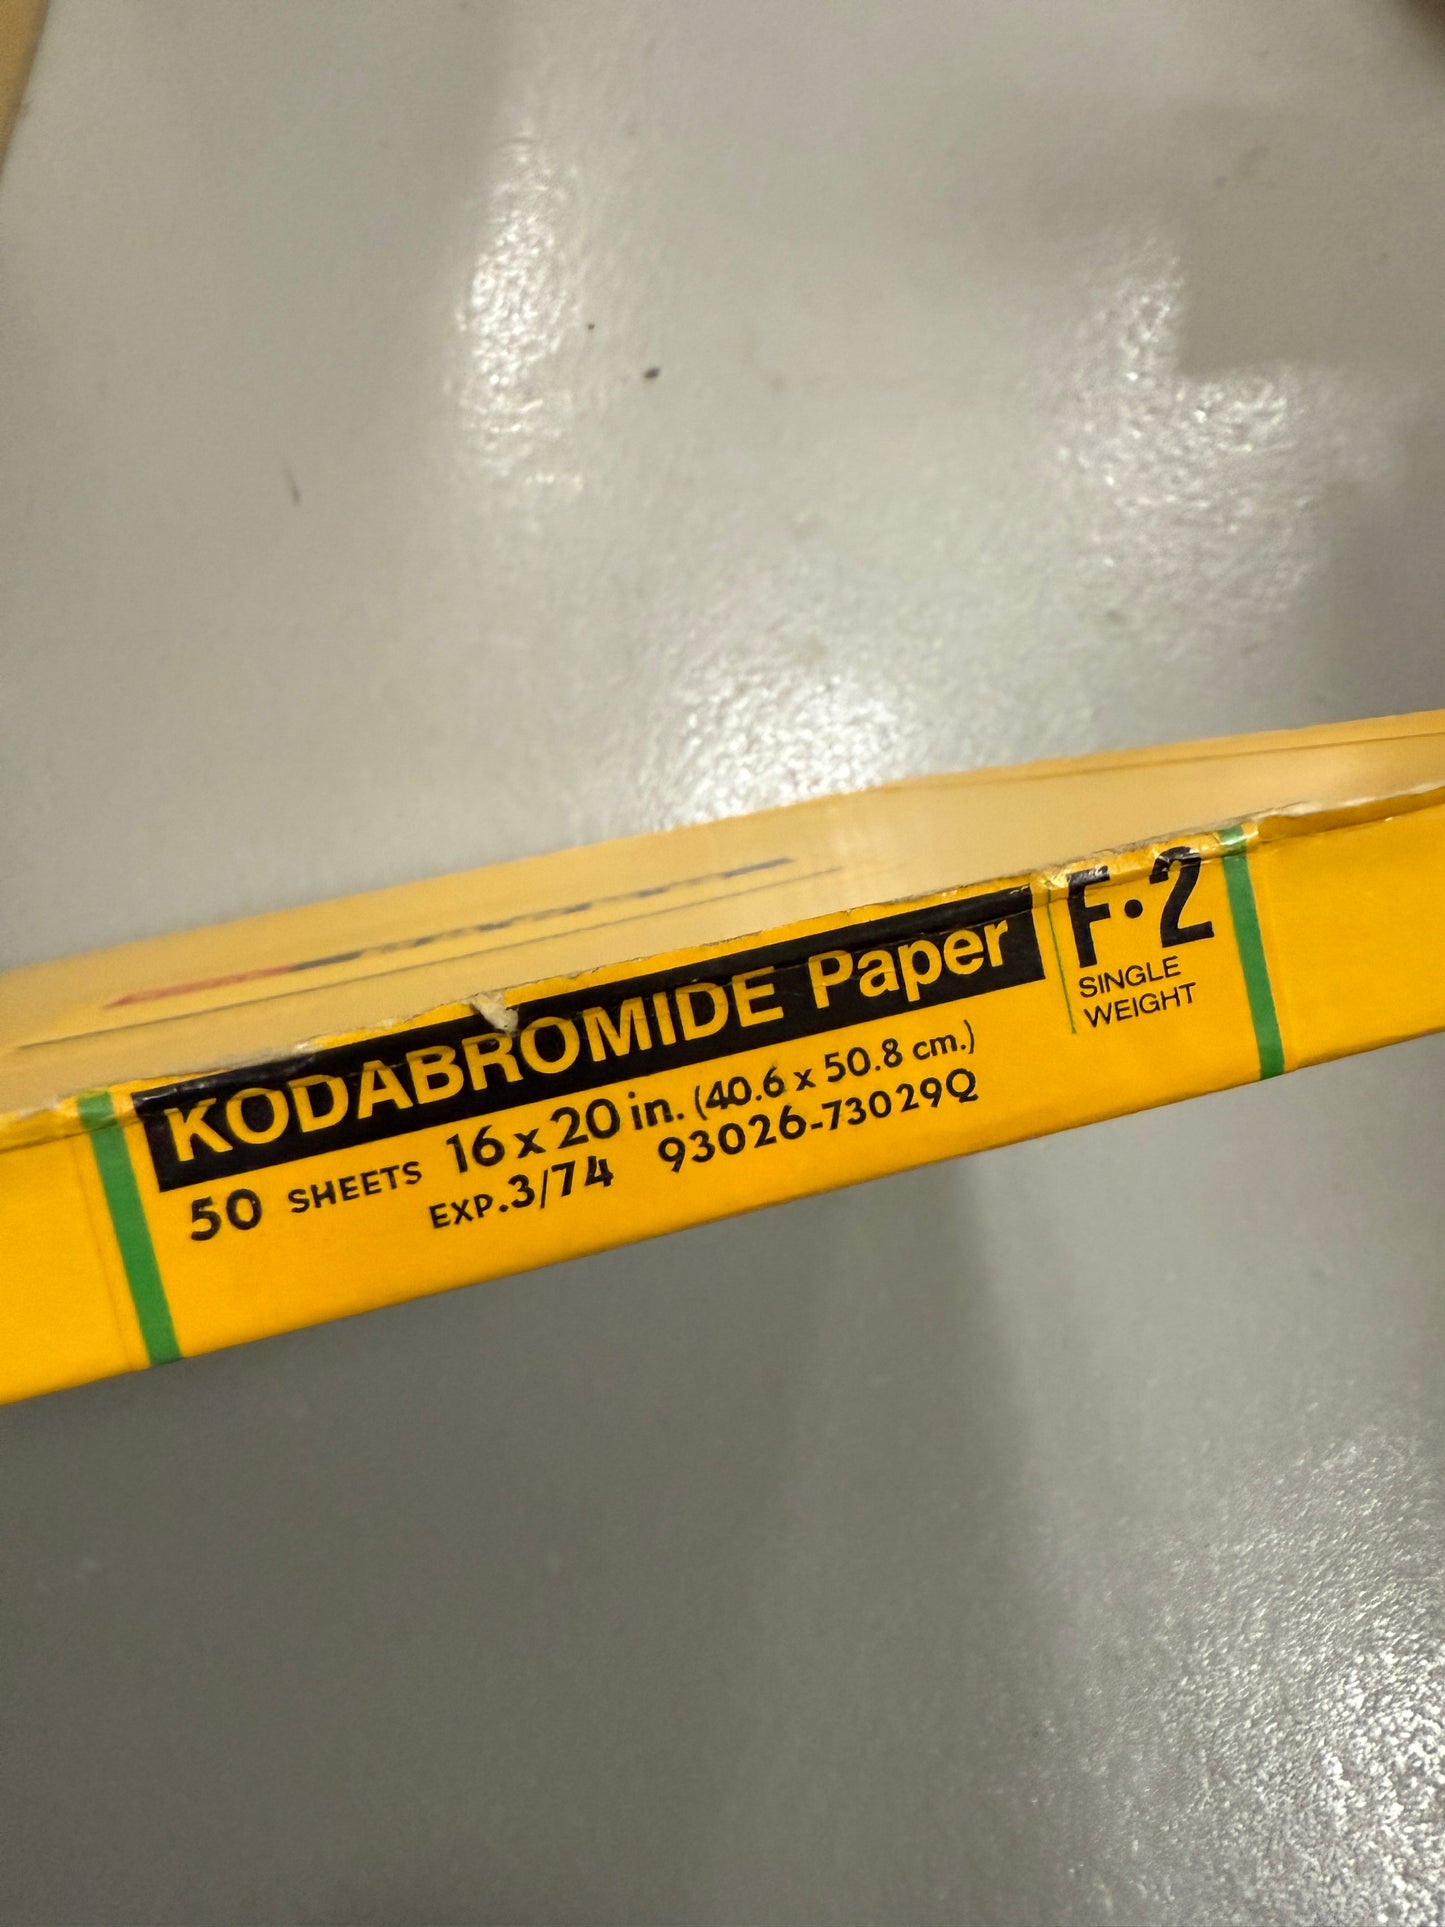 KODABROMIDE Paper
F·2
SINGLE
WEIGHT
50 SHEETS 16 x 20 in. (40.6 x 50.8 cm.)
EXP. 3/74 93026-73029Q